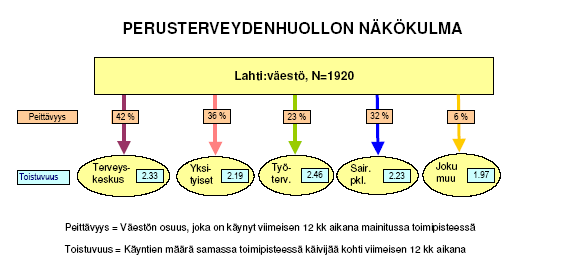 PERUSTERVEYDENHUOLLON NÄKÖKULMA
Lahti:väestö, N=1920
Peittävyys 42 % 36 % 23 % 32 % 6 %
Terveys- Yksi- Työ- Sair. Joku
keskus 2.33 tyiset 2.19 terv. 2.46 pkl. 2.23 muu 1.97
Toistuvuus
Peittävyys = Väestön osuus, joka on käynyt viimeisen 12 kk aikana mainitussa toimipisteessä
Toistuvuus = Käyntien määrä samassa toimipisteessä käivijää kohti viimeisen 12 kk aikana